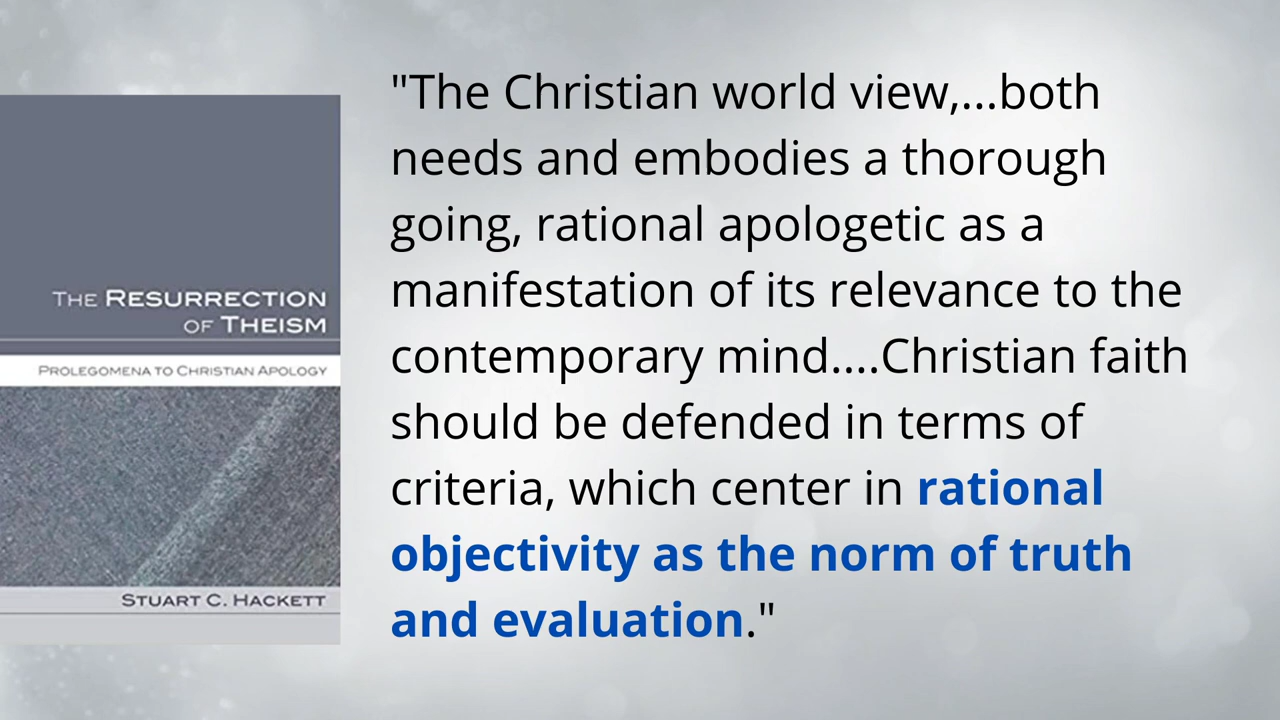 THE RESURRECTION
OF THEISM
PROLEGOMENA TO CHRISTIAN APOLOGY
STUART C. HACKETT
"The Christian world view,...both
needs and embodies a thorough
going, rational apologetic as a
manifestation of its relevance to the
contemporary mind....Christian faith
should be defended in terms of
criteria, which center in rational
objectivity as the norm of truth
and evaluation."